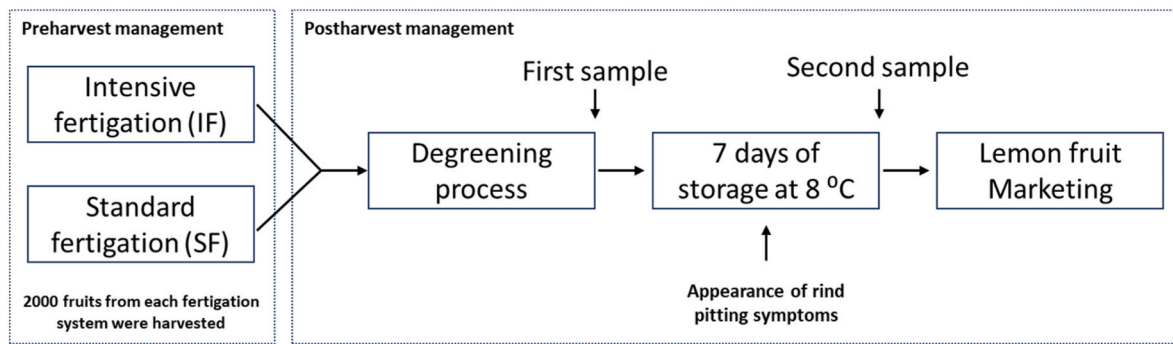 Preharvest management
Intensive
fertigation (IF)
Standard
fertigation (SF)
2000 fruits from each fertigation
system were harvested
Postharvest management
First sample
Second sample
Degreening
process
7 days of
storage at 8 ⁰C
Lemon fruit
Marketing
Appearance of rind
pitting symptoms